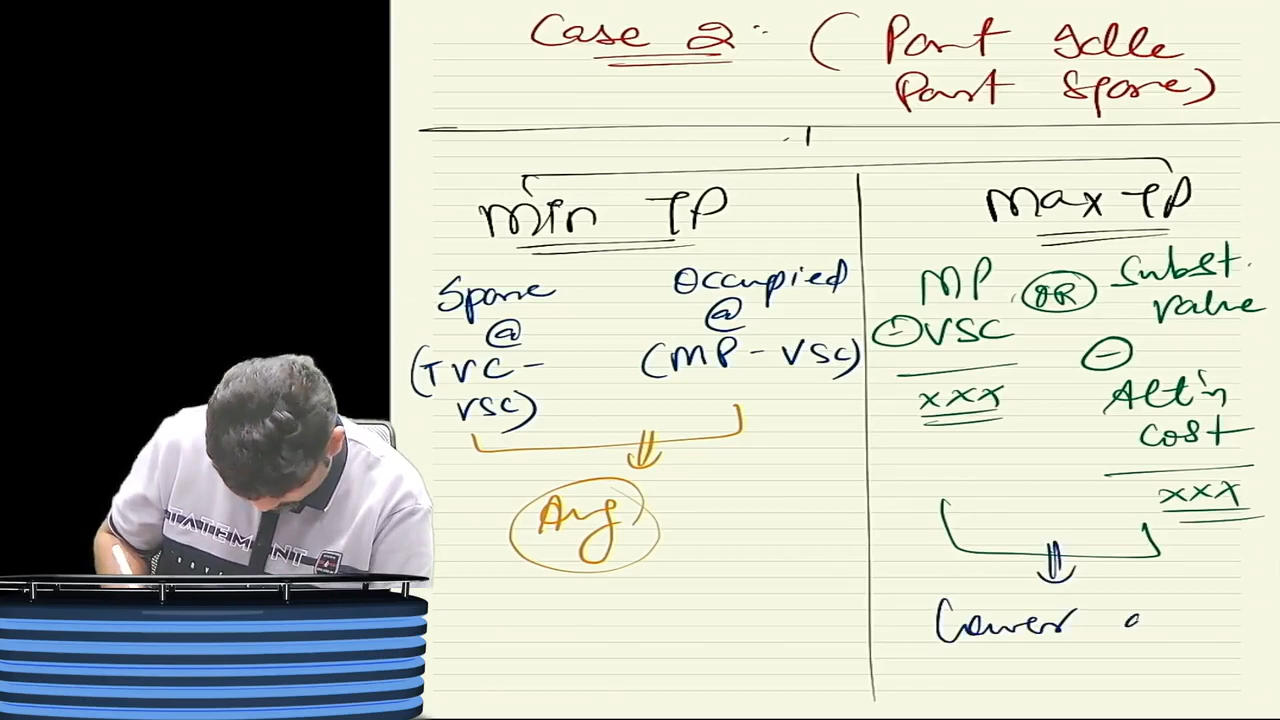 Case 2 :- ( Part Idle
Part Spare)
Min TP
Spare
@
(TVC-
VSC)
Occupied
@
(MP - VSC)
Avg
Max TP
MP
- VSC
xxx
OR
Subst.
value
-
Alt'n
cost
xxx
Lower o
TATEMENT